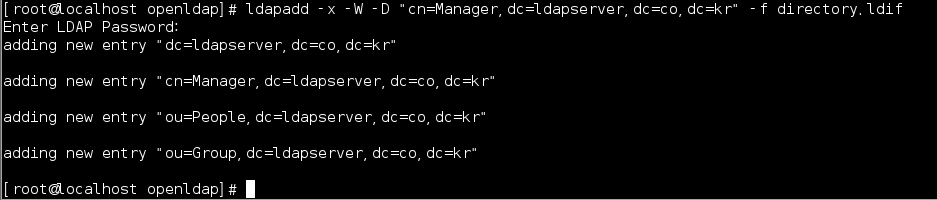 [root@localhost openldap]# ldapadd -x -W -D "cn=Manager,dc=ldapserver,dc=co,dc=kr" -f directory.ldif
Enter LDAP Password:
adding new entry "dc=ldapserver,dc=co,dc=kr"
adding new entry "cn=Manager,dc=ldapserver,dc=co,dc=kr"
adding new entry "ou=People,dc=ldapserver,dc=co,dc=kr"
adding new entry "ou=Group,dc=ldapserver,dc=co,dc=kr"
[root@localhost openldap]#